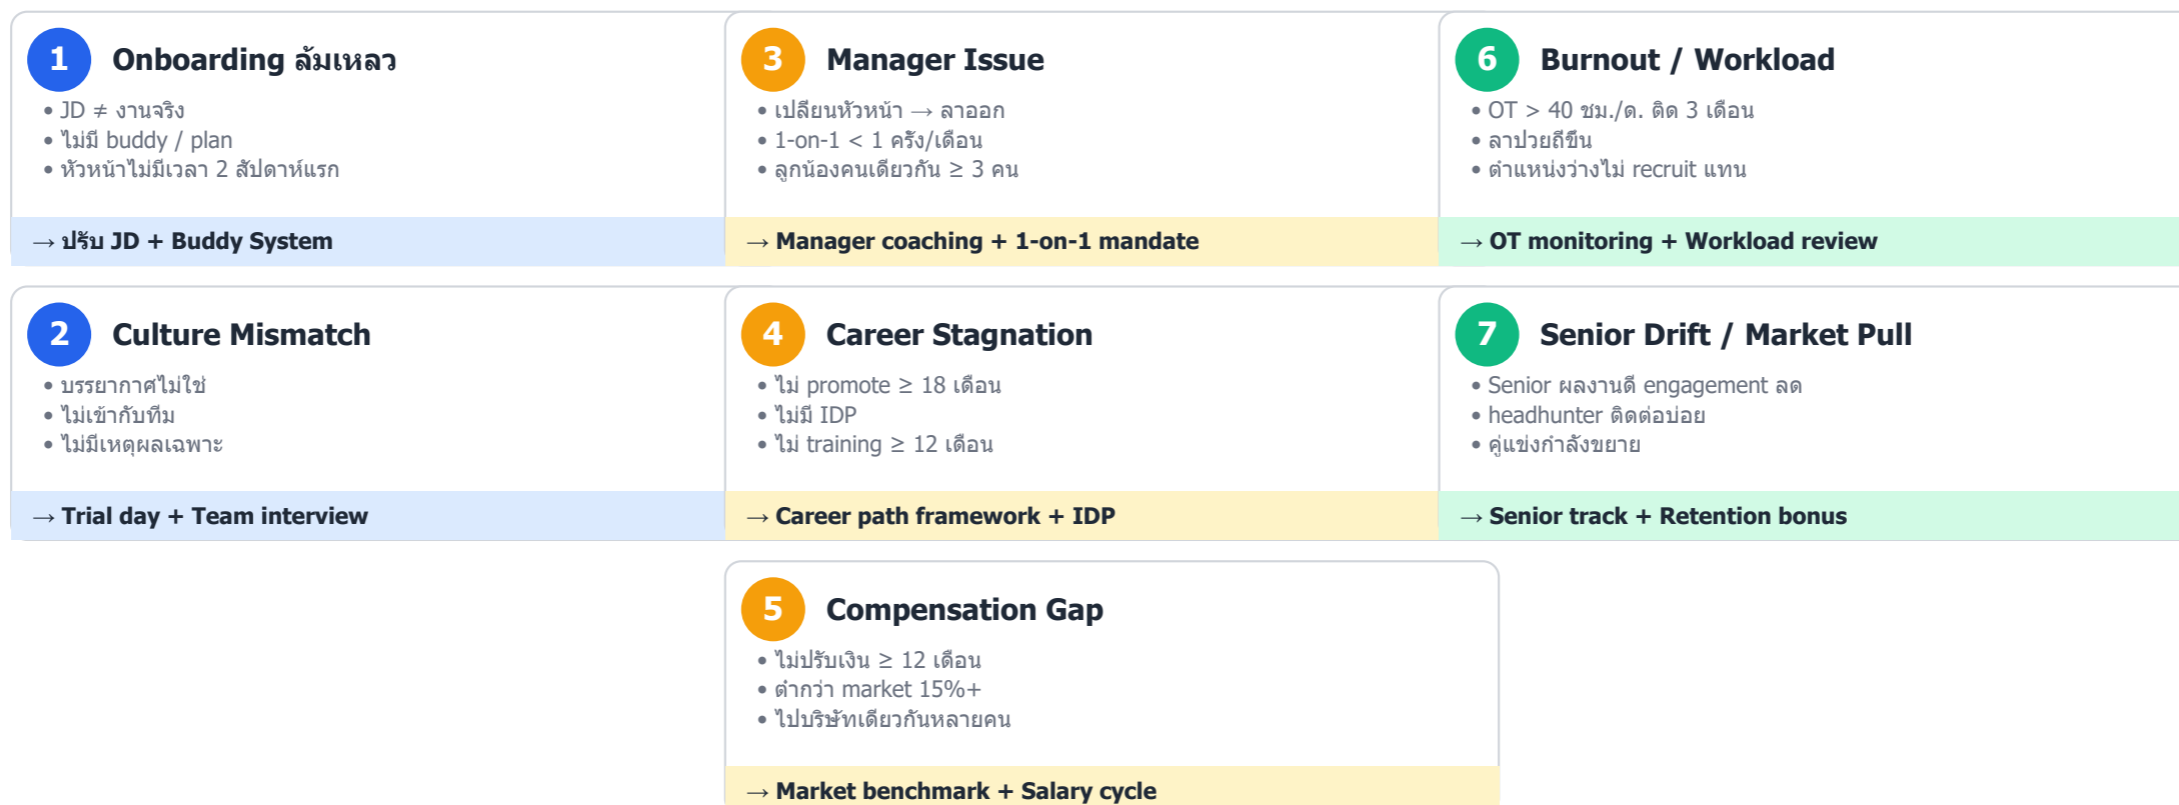 1 Onboarding ล้มเหลว
• JD ≠ งานจริง
• ไม่มี buddy / plan
• หัวหน้าไม่มีเวลา 2 สัปดาห์แรก
→ ปรับ JD + Buddy System
2 Culture Mismatch
• บรรยากาศไม่ใช่
• ไม่เข้ากับทีม
• ไม่มีเหตุผลเฉพาะ
→ Trial day + Team interview
3 Manager Issue
• เปลี่ยนหัวหน้า → ลาออก
• 1-on-1 < 1 ครั้ง/เดือน
• ลูกน้องคนเดียวกัน ≥ 3 คน
→ Manager coaching + 1-on-1 mandate
4 Career Stagnation
• ไม่ promote ≥ 18 เดือน
• ไม่มี IDP
• ไม่ training ≥ 12 เดือน
→ Career path framework + IDP
5 Compensation Gap
• ไม่ปรับเงิน ≥ 12 เดือน
• ต่ำกว่า market 15%+
• ไปบริษัทเดียวกันหลายคน
→ Market benchmark + Salary cycle
6 Burnout / Workload
• OT > 40 ชม./ด. ติด 3 เดือน
• ลาป่วยถี่ขึ้น
• ตำแหน่งว่างไม่ recruit แทน
→ OT monitoring + Workload review
7 Senior Drift / Market Pull
• Senior ผลงานดี engagement ลด
• headhunter ติดต่อบ่อย
• คู่แข่งกำลังขยาย
→ Senior track + Retention bonus